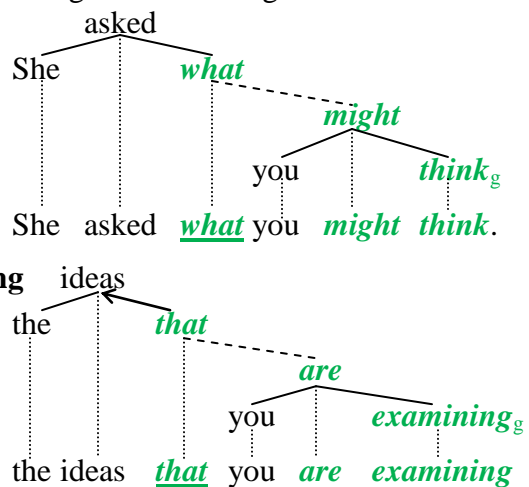 asked
She what
might
you think g
She asked what you might think.
ng ideas
the that
are
you examining g
the ideas that you are examining